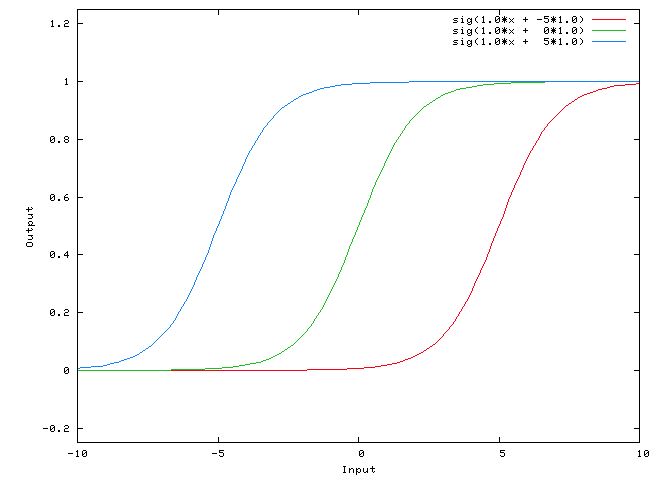 1.2
sig(1.0*x + -5*1.0)
sig(1.0*x +  0*1.0)
sig(1.0*x +  5*1.0)
1
0.8
0.6
Output
0.4
0.2
0
-0.2
-10 -5 0 5 10
Input